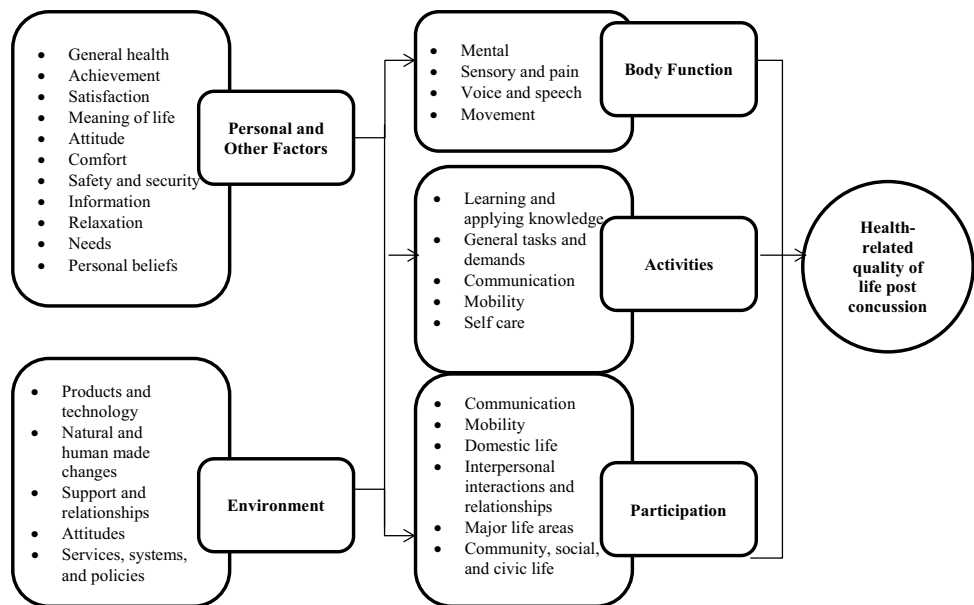 • General health
• Achievement
• Satisfaction
• Meaning of life
• Attitude
• Comfort
• Safety and security
• Information
• Relaxation
• Needs
• Personal beliefs
Personal and
Other Factors
• Products and
technology
• Natural and
human made
changes
• Support and
relationships
• Attitudes
• Services, systems,
and policies
Environment
• Mental
• Sensory and pain
• Voice and speech
• Movement
Body Function
• Learning and
applying knowledge
• General tasks and
demands
• Communication
• Mobility
• Self care
Activities
• Communication
• Mobility
• Domestic life
• Interpersonal
interactions and
relationships
• Major life areas
• Community, social,
and civic life
Participation
Health-
related
quality of
life post
concussion